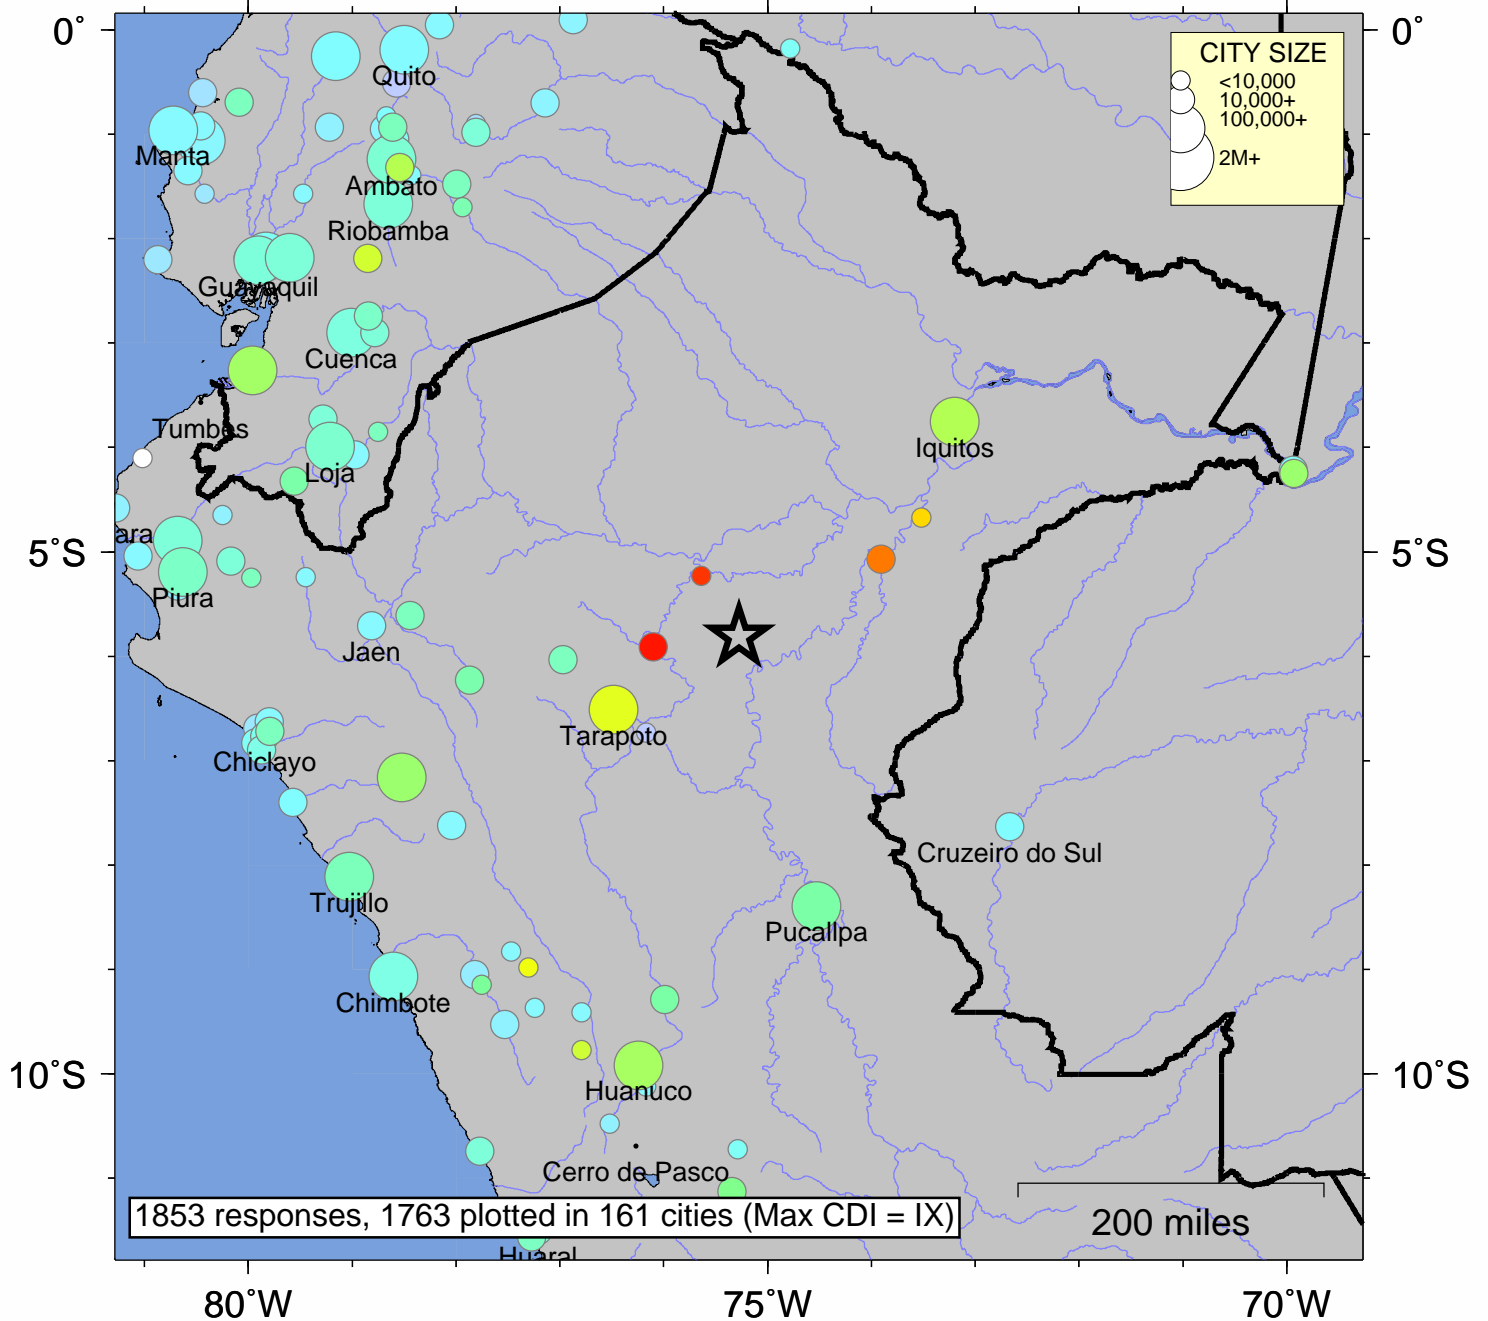 0°
0°
CITY SIZE
<10,000
10,000+
100,000+
2M+
Quito
Manta
Ambato
Riobamba
Guayaquil
Cuenca
Tumbes
Iquitos
Loja
ara
5°S
5°S
Piura
Jaen
Tarapoto
Chiclayo
Cruzeiro do Sul
Trujillo
Pucallpa
Chimbote
10°S
10°S
Huanuco
Cerro de Pasco
1853 responses, 1763 plotted in 161 cities (Max CDI = IX)
200 miles
Huaral
80°W
75°W
70°W